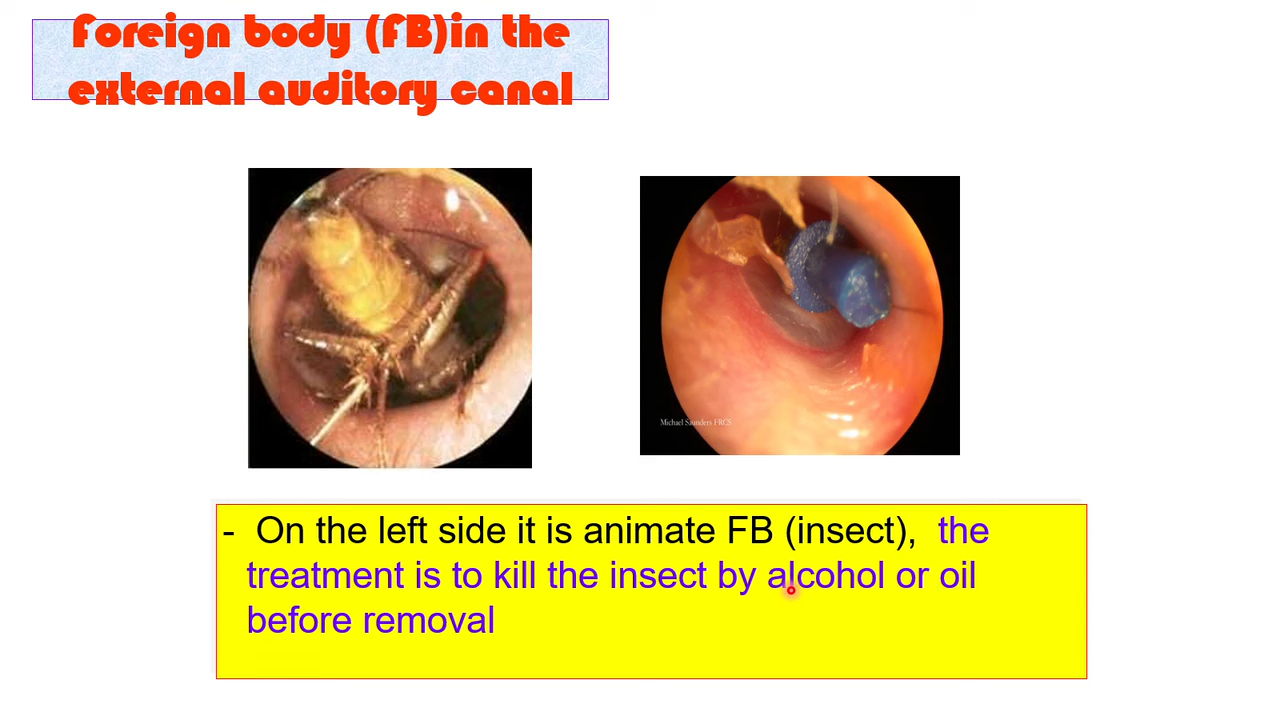 Foreign body (FB)in the
external auditory canal
Michael Saunders FRCS
- On the left side it is animate FB (insect), the
treatment is to kill the insect by alcohol or oil
before removal